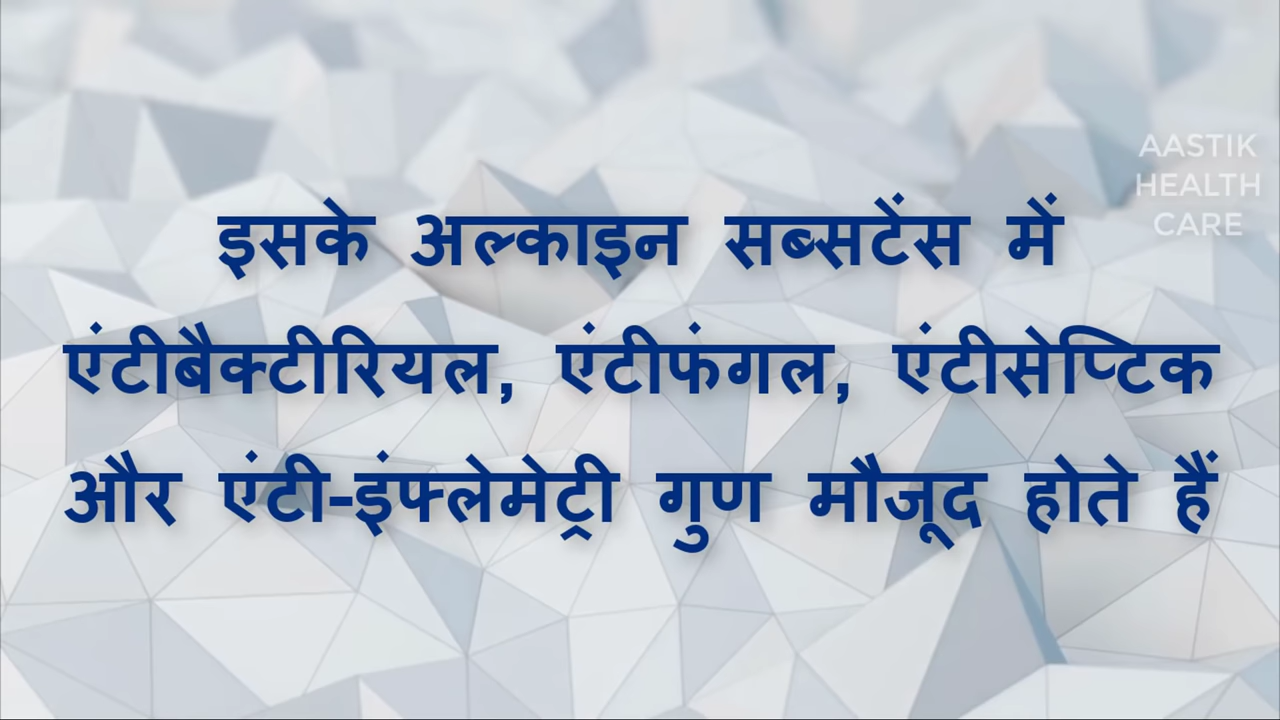 इसके अल्काइन सब्सटेंस में
एंटीबैक्टीरियल, एंटीफंगल, एंटीसेप्टिक
और एंटी-इंफ्लेमेट्री गुण मौजूद होते हैं
AASTIK
HEALTH
CARE